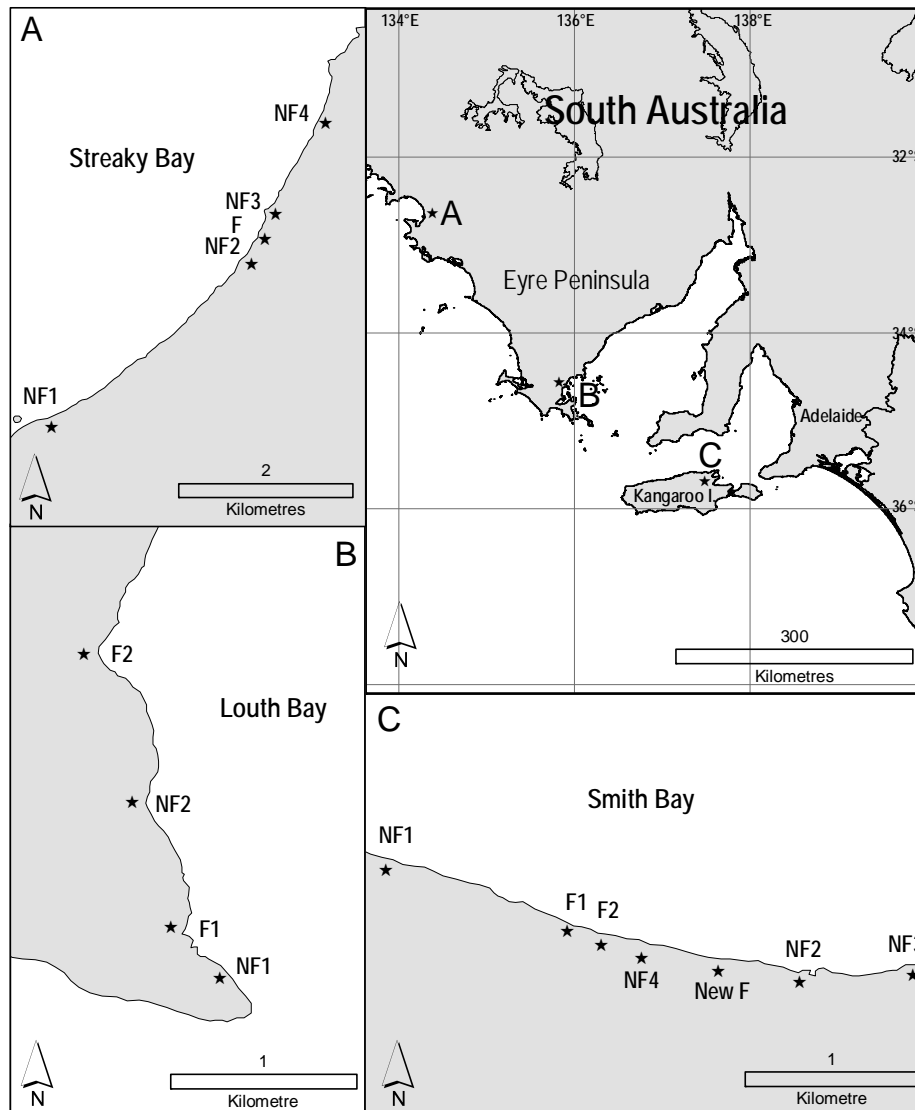 A
NF4
Streaky Bay
NF3
F
NF2
NF1
2
Kilometres
N
134°E
136°E
138°E
South Australia
32°
A
Eyre Peninsula
34°
B
Adelaide
C
Kangaroo I.
36°
300
N
Kilometres
B
F2
Louth Bay
NF2
F1
NF1
1
N
Kilometre
C
Smith Bay
NF1
F1
F2
NF4
New F
NF2
NF3
1
N
Kilometre